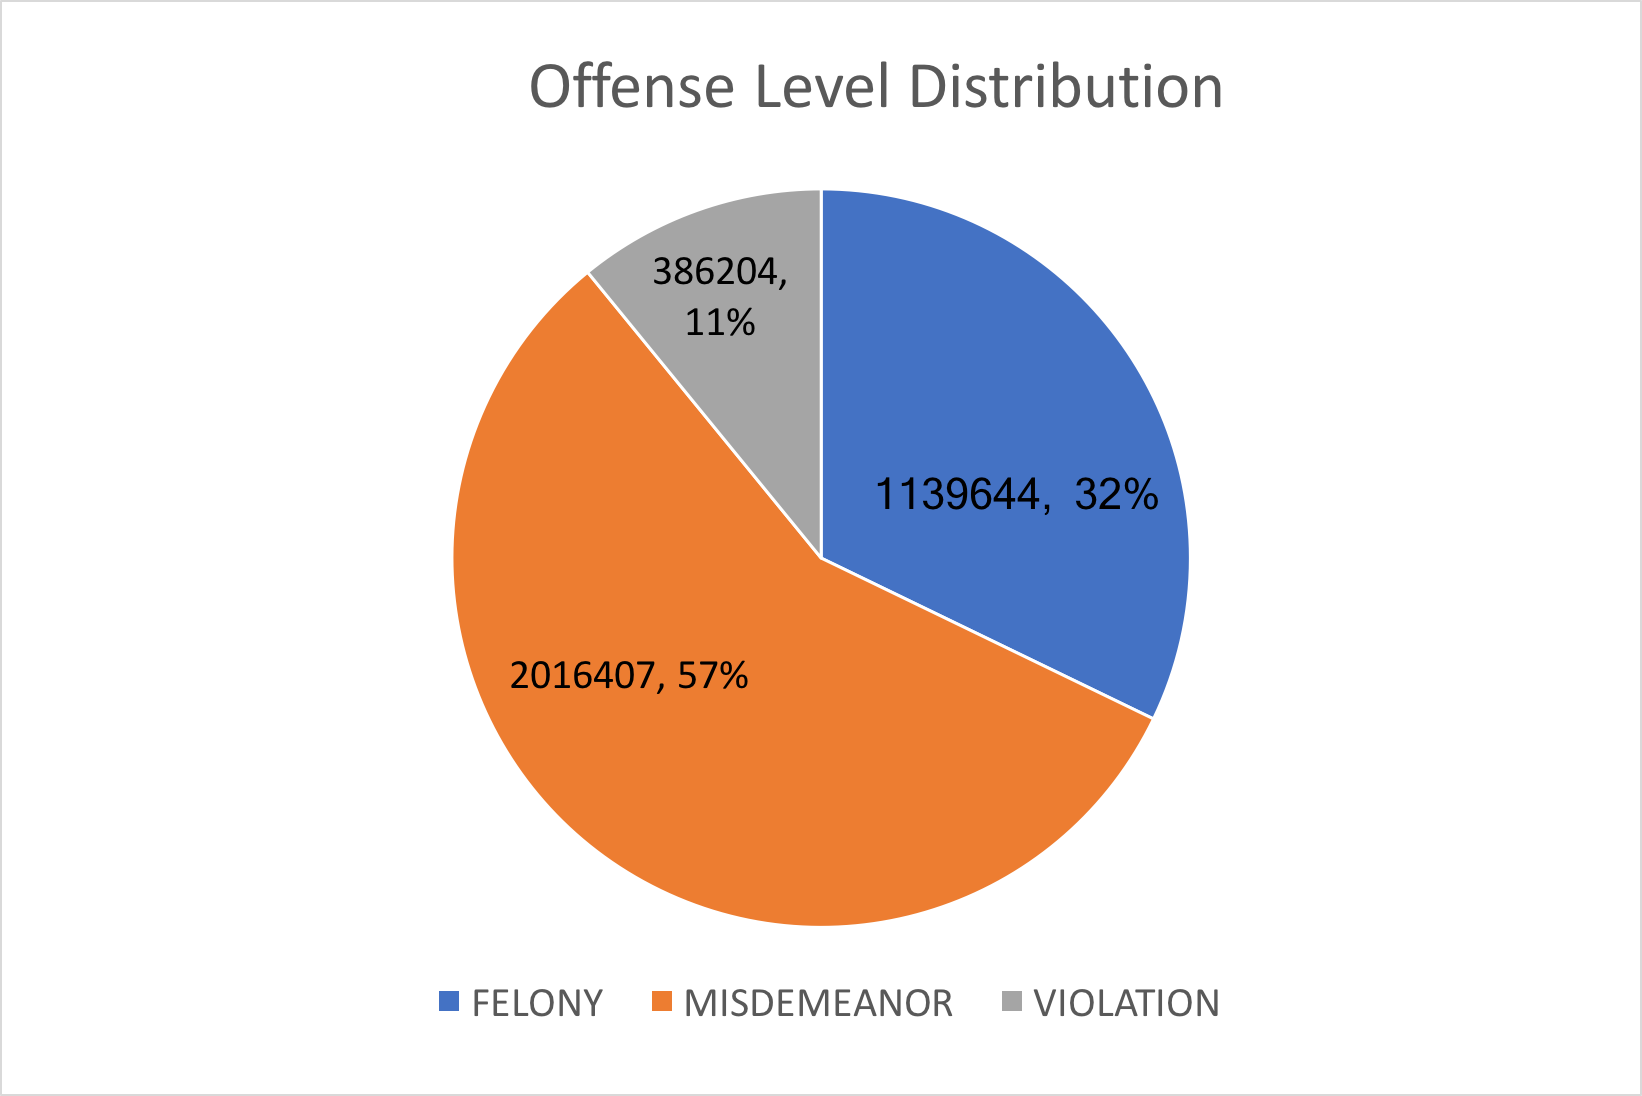 Offense Level Distribution
386204,
11%
1139644, 32%
2016407, 57%
FELONY MISDEMEANOR VIOLATION